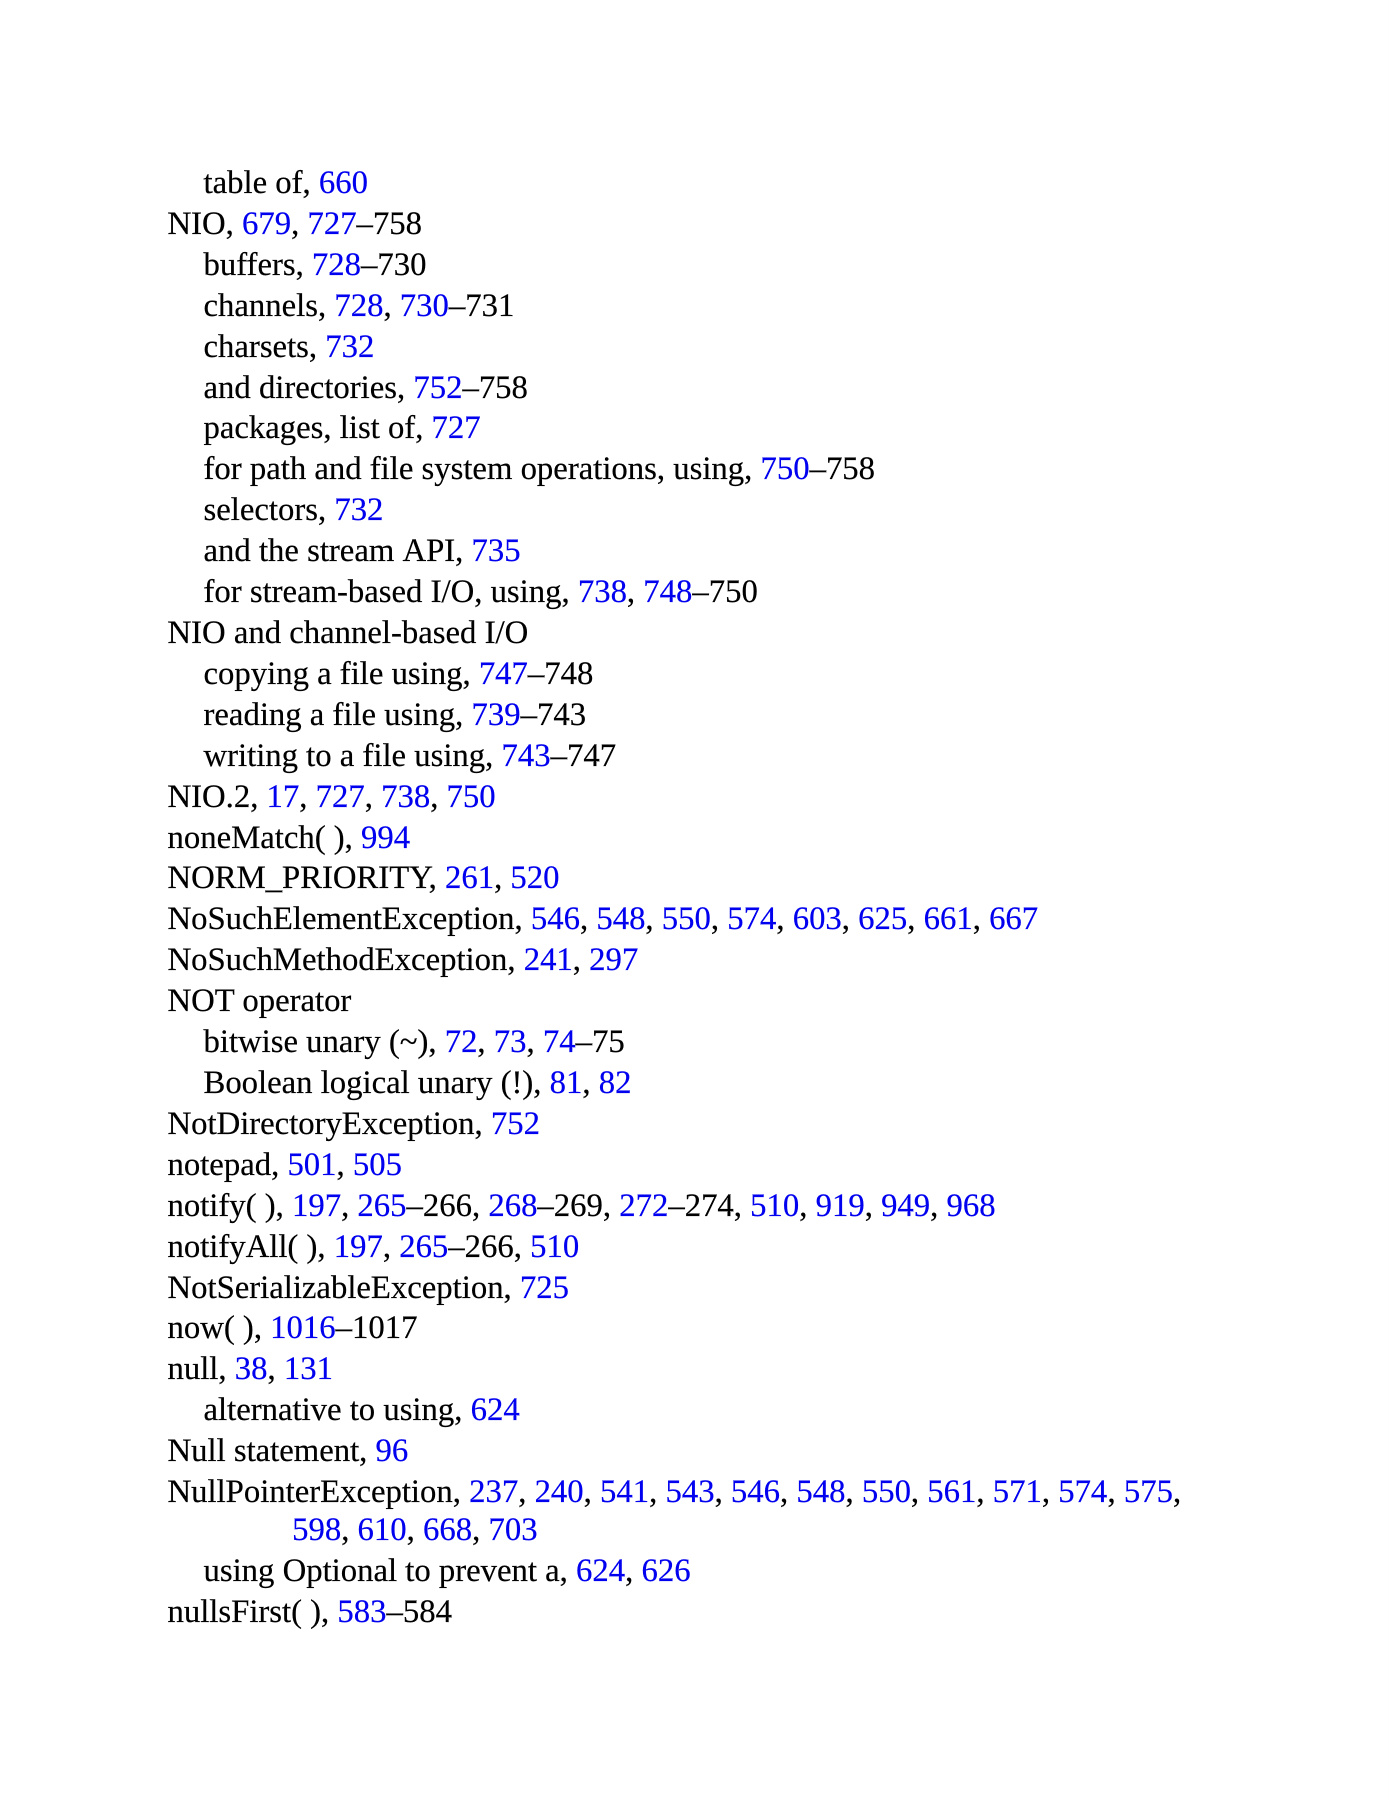 table of, 660
NIO, 679, 727–758
buffers, 728–730
channels, 728, 730–731
charsets, 732
and directories, 752–758
packages, list of, 727
for path and file system operations, using, 750–758
selectors, 732
and the stream API, 735
for stream-based I/O, using, 738, 748–750
NIO and channel-based I/O
copying a file using, 747–748
reading a file using, 739–743
writing to a file using, 743–747
NIO.2, 17, 727, 738, 750
noneMatch( ), 994
NORM_PRIORITY, 261, 520
NoSuchElementException, 546, 548, 550, 574, 603, 625, 661, 667
NoSuchMethodException, 241, 297
NOT operator
bitwise unary (~), 72, 73, 74–75
Boolean logical unary (!), 81, 82
NotDirectoryException, 752
notepad, 501, 505
notify( ), 197, 265–266, 268–269, 272–274, 510, 919, 949, 968
notifyAll( ), 197, 265–266, 510
NotSerializableException, 725
now( ), 1016–1017
null, 38, 131
alternative to using, 624
Null statement, 96
NullPointerException, 237, 240, 541, 543, 546, 548, 550, 561, 571, 574, 575,
598, 610, 668, 703
using Optional to prevent a, 624, 626
nullsFirst( ), 583–584